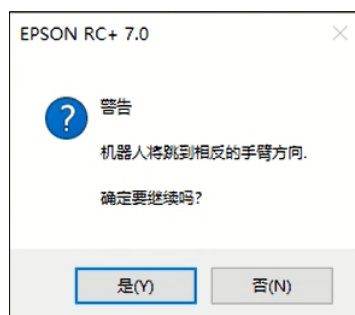 EPSON RC+ 7.0
警告
机器人将跳到相反的手臂方向.
确定要继续吗?
是(Y)
否(N)